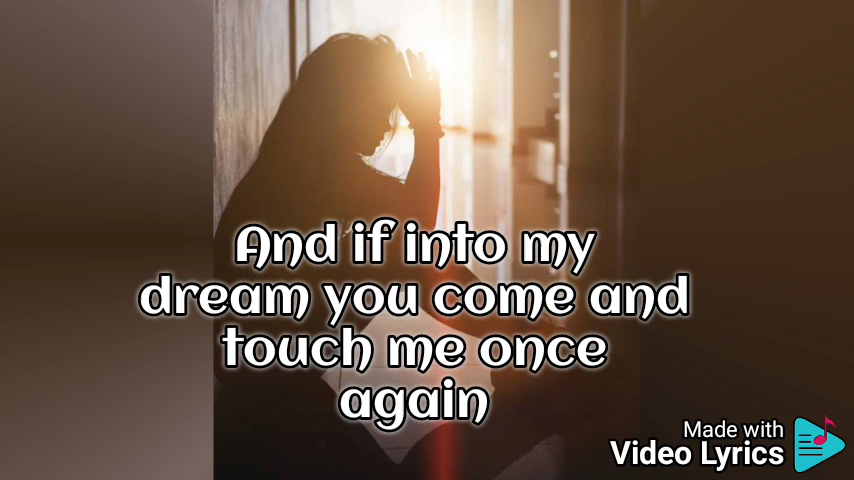 And if into my
dream you come and
touch me once
again
Made with
Video Lyrics